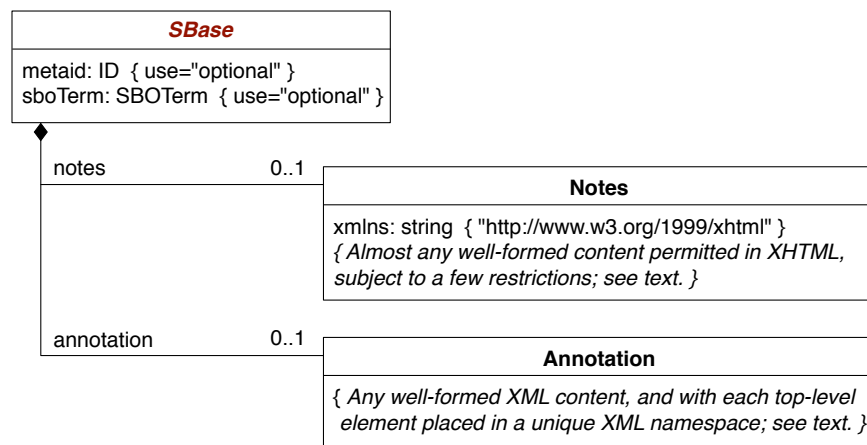 SBase
metaid: ID { use="optional" }
sboTerm: SBOTerm { use="optional" }
notes 0..1
Notes
xmlns: string { "http://www.w3.org/1999/xhtml" }
{ Almost any well-formed content permitted in XHTML,
subject to a few restrictions; see text. }
annotation 0..1
Annotation
{ Any well-formed XML content, and with each top-level
element placed in a unique XML namespace; see text. }